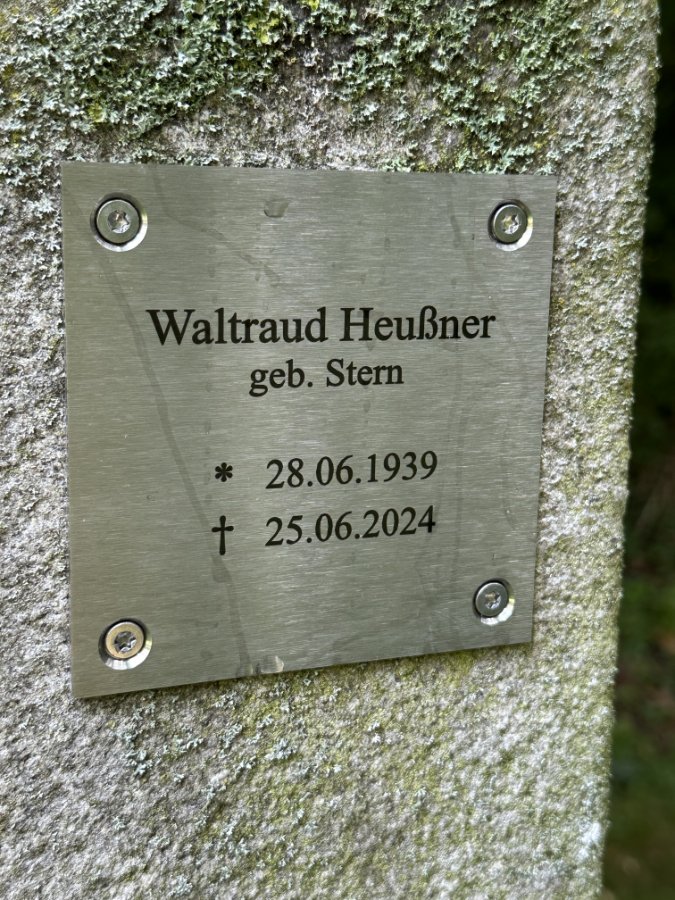 Waltraud Heußner
geb. Stern
* 28.06.1939
† 25.06.2024